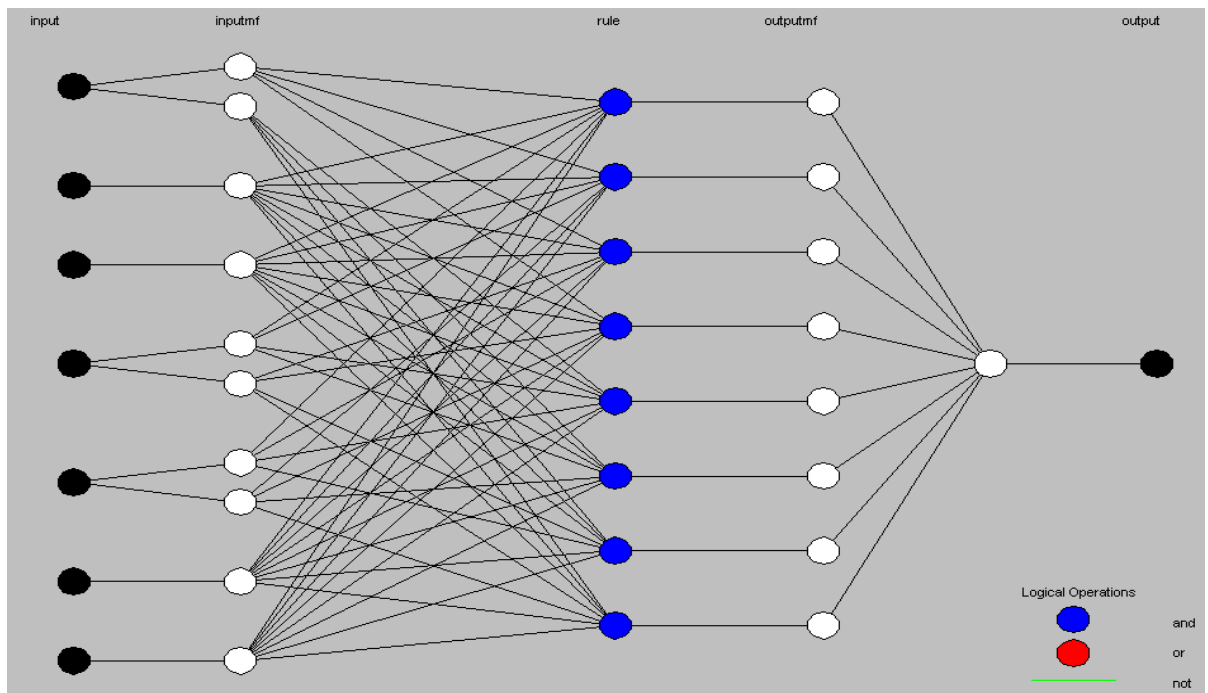 input inputmf rule outputmf output
Logical Operations
and
or
not